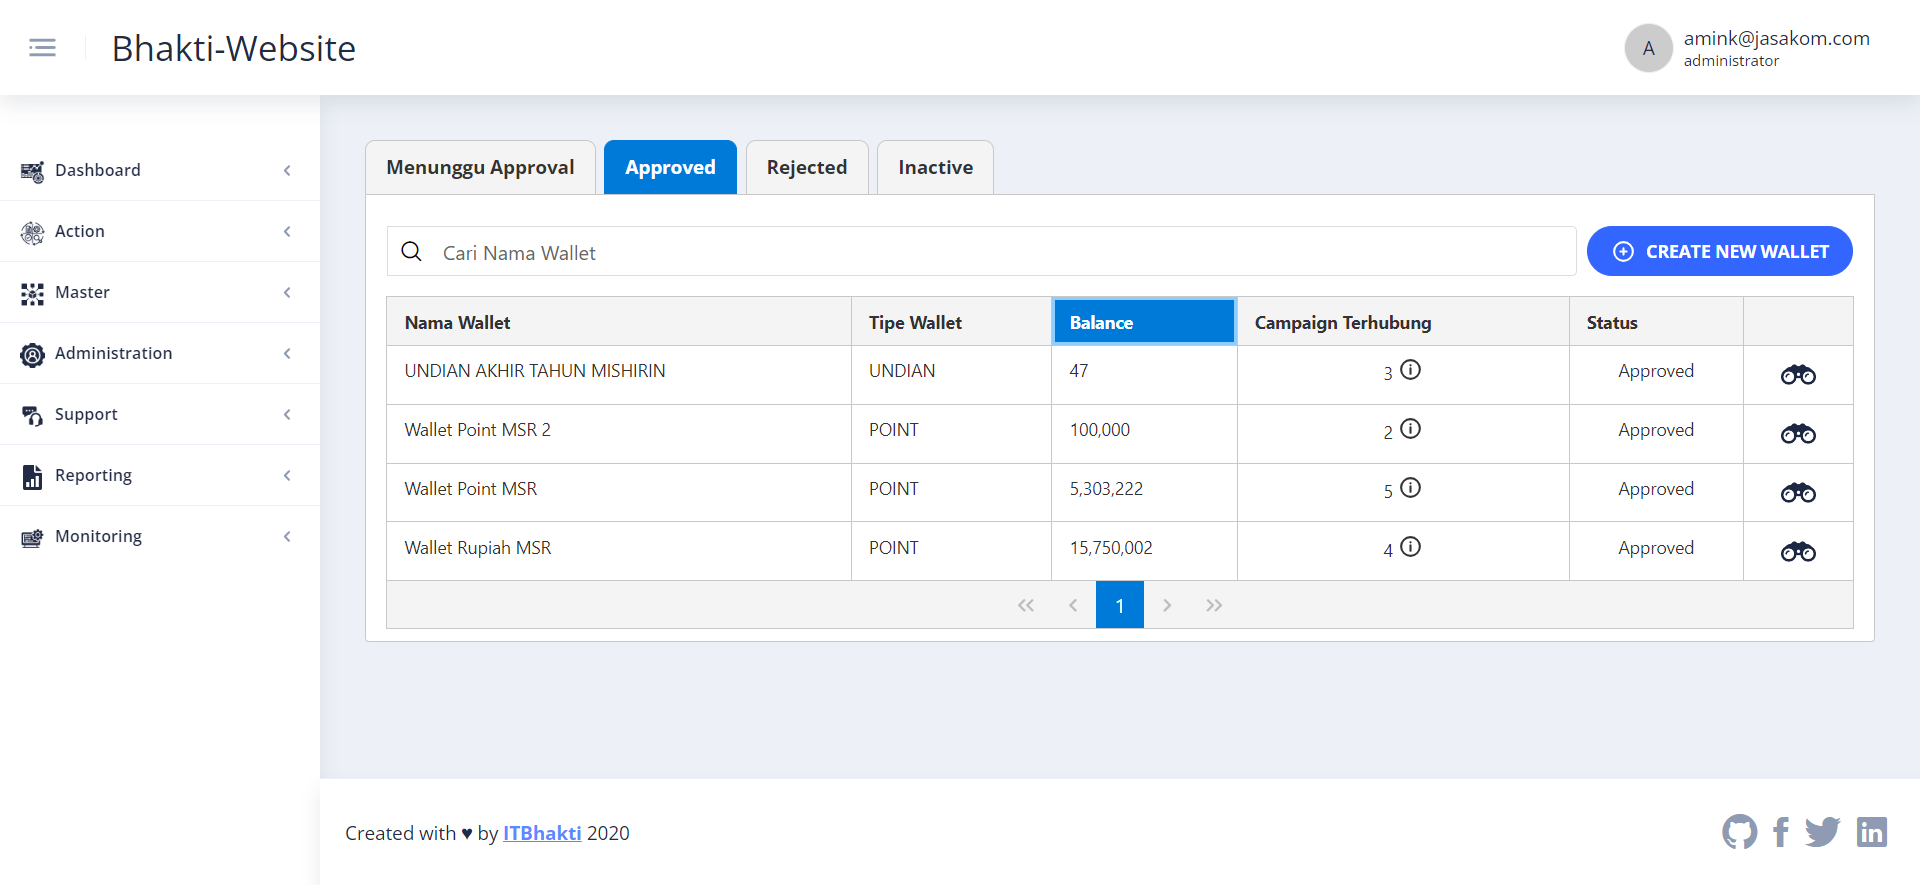 Bhakti-Website
A
amink@jasakom.com
administrator
Dashboard
Action
Master
Administration
Support
Reporting
Monitoring
Menunggu Approval
Approved
Rejected
Inactive
Cari Nama Wallet
CREATE NEW WALLET
Nama Wallet Tipe Wallet Balance Campaign Terhubung Status
UNDIAN AKHIR TAHUN MISHIRIN UNDIAN 47 3 Approved
Wallet Point MSR 2 POINT 100,000 2 Approved
Wallet Point MSR POINT 5,303,222 5 Approved
Wallet Rupiah MSR POINT 15,750,002 4 Approved
1
Created with ♥ by ITBhakti 2020